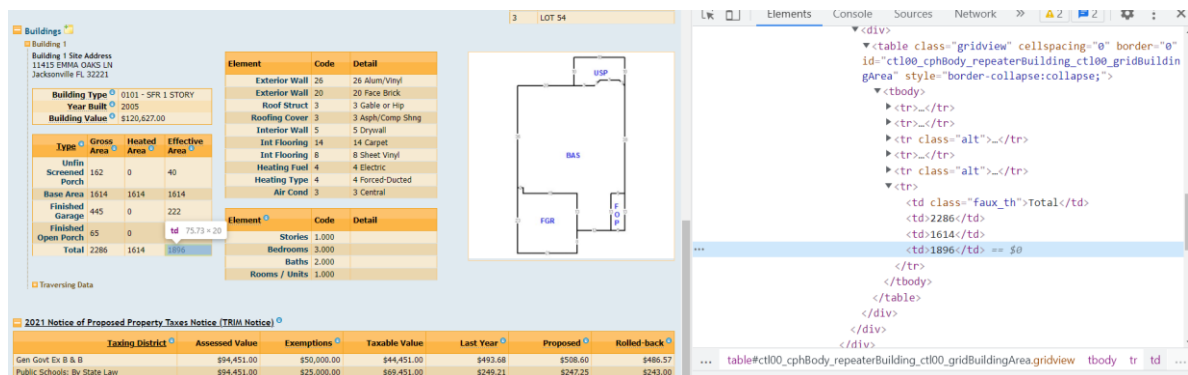 3 LOT 54
Buildings
Building 1
Building 1 Site Address
11415 EMMA OAKS LN
Jacksonville FL 32221
Building Type 0101 - SFR 1 STORY
Year Built 2005
Building Value $120,627.00
Type Gross Area Heated Area Effective Area
Unfin Screened Porch 162 0 40
Base Area 1614 1614 1614
Finished Garage 445 0 222
Finished Open Porch 65 0
td 75.73 × 20
Total 2286 1614 1896
Traversing Data
Element Code Detail
Exterior Wall 26 26 Alum/Vinyl
Exterior Wall 20 20 Face Brick
Roof Struct 3 3 Gable or Hip
Roofing Cover 3 3 Asph/Comp Shng
Interior Wall 5 5 Drywall
Int Flooring 14 14 Carpet
Int Flooring 8 8 Sheet Vinyl
Heating Fuel 4 4 Electric
Heating Type 4 4 Forced-Ducted
Air Cond 3 3 Central
Element Code Detail
Stories 1.000
Bedrooms 3.000
Baths 2.000
Rooms / Units 1.000
USP
BAS
FGR
FOP
2021 Notice of Proposed Property Taxes Notice (TRIM Notice)
Taxing District Assessed Value Exemptions Taxable Value Last Year Proposed Rolled-back
Gen Govt Ex B & B $94,451.00 $50,000.00 $44,451.00 $493.68 $508.60 $486.57
Public Schools: By State Law $94,451.00 $25,000.00 $69,451.00 $249.21 $247.25 $243.00
Elements Console Sources Network » 2 2
<div>
<table class="gridview" cellspacing="0" border="0"
id="ctl00_cphBody_repeaterBuilding_ctl00_gridBuildin
gArea" style="border-collapse:collapse;">
<tbody>
<tr>…</tr>
<tr>…</tr>
<tr class="alt">…</tr>
<tr>…</tr>
<tr class="alt">…</tr>
<tr>
<td class="faux_th">Total</td>
<td>2286</td>
<td>1614</td>
<td>1896</td> == $0
</tr>
</tbody>
</table>
</div>
</div>
</div>
… table#ctl00_cphBody_repeaterBuilding_ctl00_gridBuildingArea.gridview tbody tr td …